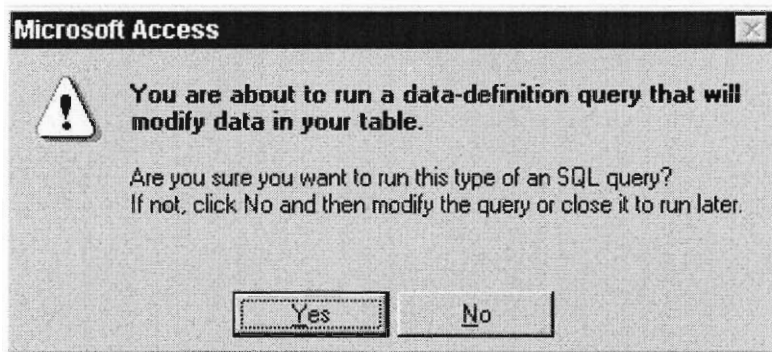 Microsoft Access
You are about to run a data-definition query that will
modify data in your table.
Are you sure you want to run this type of an SQL query?
If not, click No and then modify the query or close it to run later.
Yes
No